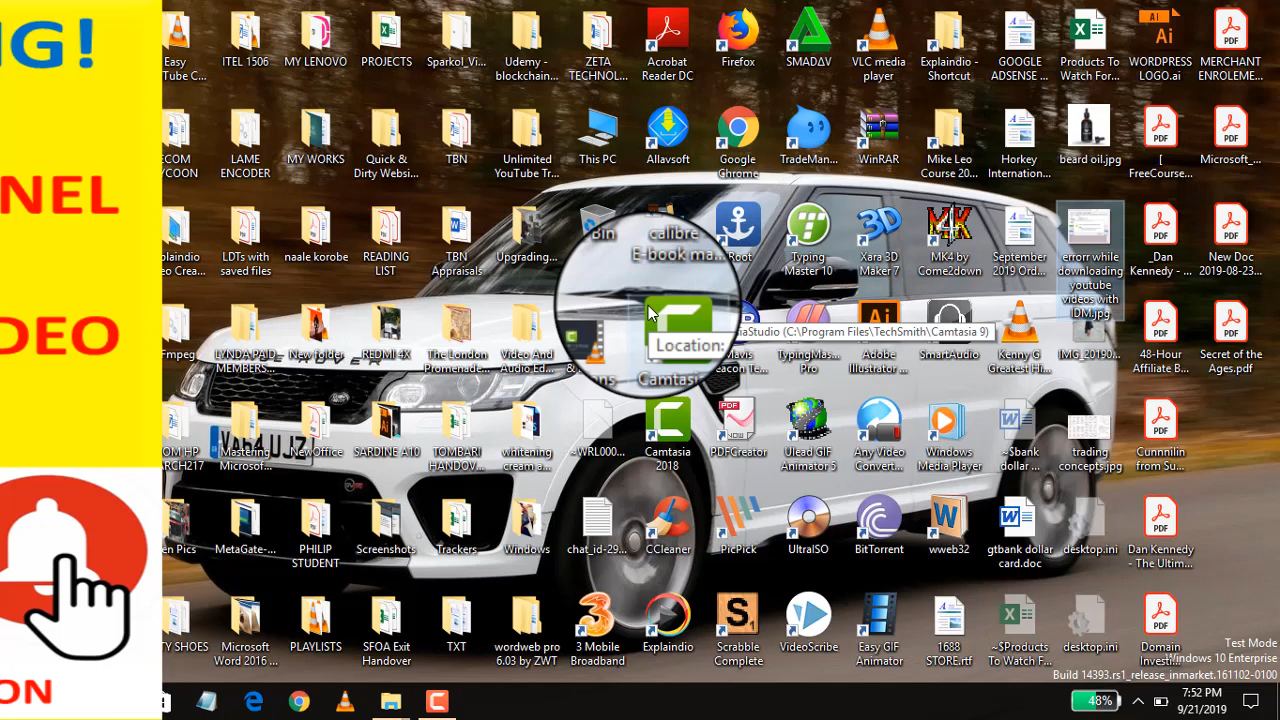 G!
NEL
DEO
ON
Easy
Tube C...
ITEL 1506
MY LENOVO
PROJECTS
Sparkol_Vi...
Udemy -
blockchain...
ZETA
TECHNOL...
Acrobat
Reader DC
Firefox
SMADΔV
VLC media
player
Explaindio -
Shortcut
GOOGLE
ADSENSE ...
Products To
Watch For...
WORDPRESS
LOGO.ai
MERCHANT
ENROLEME...
ECOM
YCOON
LAME
ENCODER
MY WORKS
Quick &
Dirty Websi...
TBN
Unlimited
YouTube Tr...
This PC
Allavsoft
Google
Chrome
TradeMan...
WinRAR
Mike Leo
Course 20...
Horkey
Internation...
beard oil.jpg
[
FreeCourse...
Microsoft_...
plaindio
eo Crea...
LDTs with
saved files
naale korobe
READING
LIST
TBN
Appraisals
Upgrading...
Bin
calibre
E-book ma...
Root
Typing
Master 10
Xara 3D
Maker 7
MK4 by
Come2down
September
2019 Ord...
errorr while
downloading
youtube
videos with
IDM.jpg
_Dan
Kennedy - ...
New Doc
2019-08-23...
Fmpeg
LYNDA PAID
MEMBERS...
New folder
_REDMI 4X
The London
Promenade...
Video And
Audio Ed...
Location:
iaStudio (C:\Program Files\TechSmith\Camtasia 9)
Camtasi
Mavis
Beacon Te...
TypingMas...
Pro
Adobe
Illustrator ...
SmartAudio
Kenny G
Greatest Hi...
IMG_20190...
48-Hour
Affiliate B...
Secret of the
Ages.pdf
OM HP
ARCH217
Mastering
Microsof...
NewOffice
SARDINE A10
TOMBARI
HANDOV...
whitening
cream a...
~WRL000...
Camtasia
2018
PDFCreator
Ulead GIF
Animator 5
Any Video
Convert...
Windows
Media Player
~$bank
dollar ...
trading
concepts.jpg
Cunnnilin
from Su...
en Pics
MetaGate-...
PHILIP
STUDENT
Screenshots
Trackers
Windows
chat_id-29...
CCleaner
PicPick
UltraISO
BitTorrent
wweb32
gtbank dollar
card.doc
desktop.ini
Dan Kennedy
- The Ultim...
TY SHOES
Microsoft
Word 2016 ...
PLAYLISTS
SFOA Exit
Handover
TXT
wordweb pro
6.03 by ZWT
3 Mobile
Broadband
Explaindio
Scrabble
Complete
VideoScribe
Easy GIF
Animator
1688
STORE.rtf
~$Products
To Watch F...
desktop.ini
Domain
Investi...
Test Mode
Windows 10 Enterprise
Build 14393.rs1_release_inmarket.161102-0100
48%
7:52 PM
9/21/2019